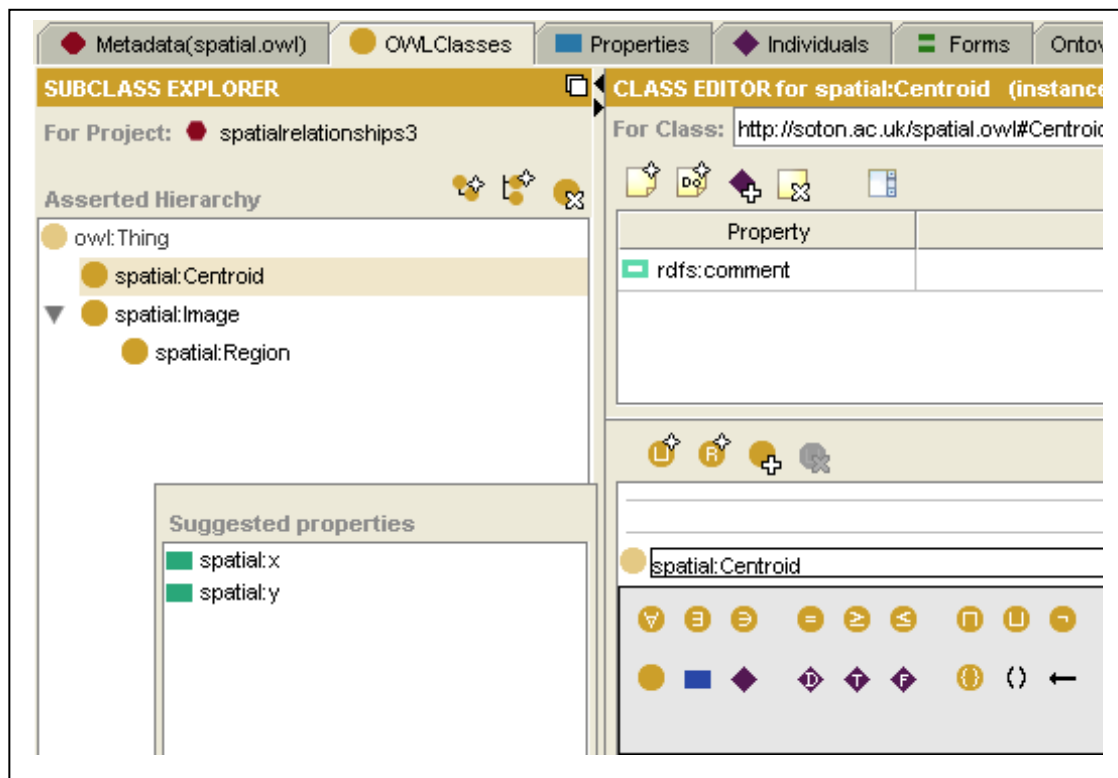 Metadata(spatial.owl) OWLClasses Properties Individuals Forms Ontov
SUBCLASS EXPLORER
For Project: spatialrelationships3
Asserted Hierarchy
owl:Thing
spatial:Centroid
spatial:Image
spatial:Region
Suggested properties
spatial:x
spatial:y
CLASS EDITOR for spatial:Centroid (instance
For Class: http://soton.ac.uk/spatial.owl#Centroid
Property
rdfs:comment
spatial:Centroid
∀ ∃ ∋ = ≥ ≤ ⊓ ⊔ ¬
D T F {} ()